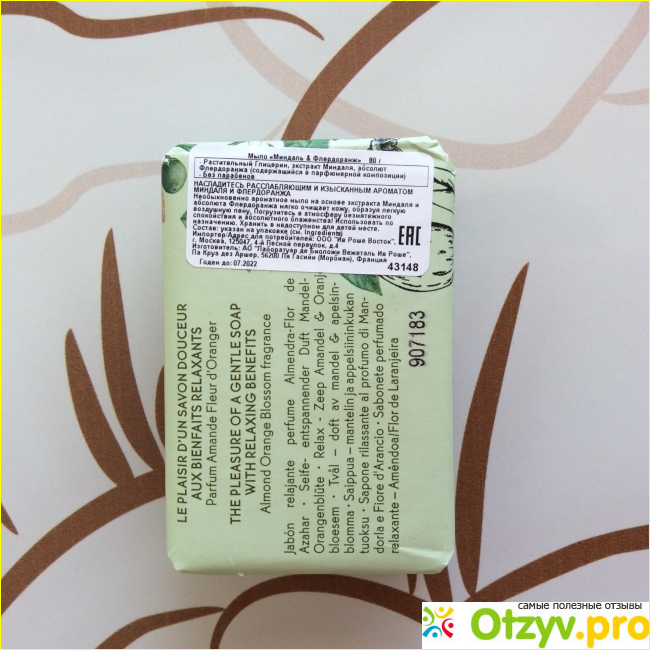 Мыло «Миндаль & Флёрдоранж» 80 г
- Растительный Глицерин, экстракт Миндаля, абсолют
Флердоранжа (содержащийся в парфюмерной композиции)
- Без парабенов
НАСЛАДИТЕСЬ РАССЛАБЛЯЮЩИМ И ИЗЫСКАННЫМ АРОМАТОМ
МИНДАЛЯ И ФЛЕРДОРАНЖА
Необыкновенно ароматное мыло на основе экстракта Миндаля и
абсолюта Флердоранжа мягко очищает кожу, образуя легкую
воздушную пену. Погрузитесь в атмосферу безмятежного
спокойствия и абсолютного блаженства! Использовать по
назначению. Хранить в недоступном для детей месте.
Состав: указан на упаковке (см. Ingredients)
Импортер/Адрес для потребителей: ООО "Ив Роше Восток",
г. Москва, 125047, 4-й Лесной переулок, д.4
Изготовитель: АО "Лаборатуар де Биоложи Вежеталь Ив Роше",
Ла Круа дез Аршер, 56200 Ля Гасийи (Морбиан), Франция
Годен до: 07.2022
43148
EAC
LE PLAISIR D'UN SAVON DOUCEUR
AUX BIENFAITS RELAXANTS
Parfum Amande Fleur d'Oranger
THE PLEASURE OF A GENTLE SOAP
WITH RELAXING BENEFITS
Almond Orange Blossom fragrance
Jabón relajante perfume Almendra-Flor de
Azahar • Seife- entspannender Duft Mandel-
Orangenblüte • Relax - Zeep Amandel & Oranj
bloesem • Tvål – doft av mandel & apelsin-
blomma • Saippua – mantelin ja appelsiininkukan
tuoksu • Sapone rilassante al profumo di Man-
dorla e Fiore d'Arancio • Sabonete perfumado
relaxante – Amêndoa/Flor de Laranjeira
907183
самые полезные отзывы
Otzyv.pro